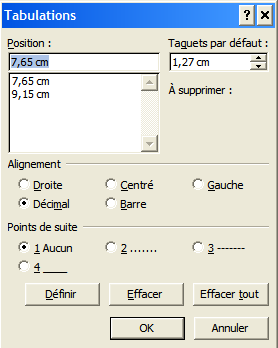 Tabulations
Position : Taquets par défaut :
7,65 cm 1,27 cm
7,65 cm À supprimer :
9,15 cm
Alignement
Droite Centré Gauche
Décimal Barre
Points de suite
1 Aucun 2 ....... 3 -------
4 ____
Définir Effacer Effacer tout
OK Annuler